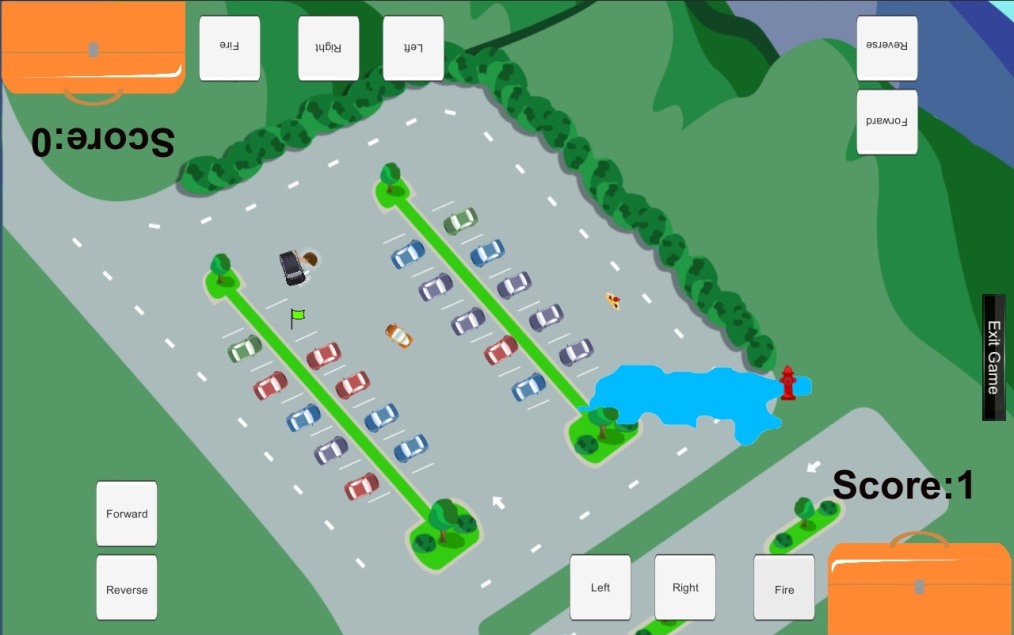 Fire
Right
Left
Reverse
Forward
Score:0
Exit Game
Score:1
Forward
Reverse
Left
Right
Fire